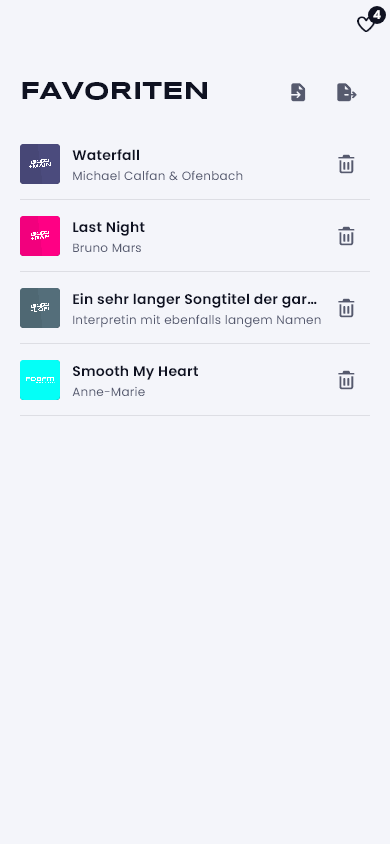 4
FAVORITEN
Waterfall
Michael Calfan & Ofenbach
Last Night
Bruno Mars
Ein sehr langer Songtitel der gar...
Interpretin mit ebenfalls langem Namen
Smooth My Heart
Anne-Marie